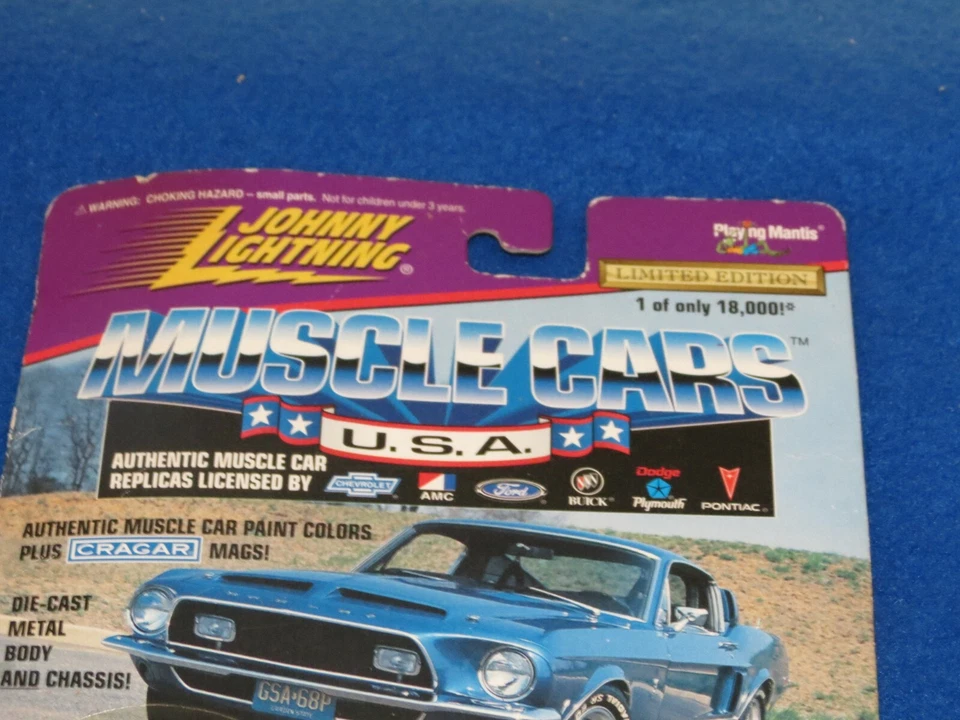 ⚠ WARNING: CHOKING HAZARD – small parts. Not for children under 3 years.
JOHNNY
LIGHTNING®
Playing Mantis®
LIMITED EDITION
1 of only 18,000!*
MUSCLE CARS™
U.S.A.
AUTHENTIC MUSCLE CAR
REPLICAS LICENSED BY
CHEVROLET
AMC
Ford
BUICK
Dodge
Plymouth
PONTIAC
AUTHENTIC MUSCLE CAR PAINT COLORS
PLUS CRAGAR MAGS!
DIE-CAST
METAL
BODY
AND CHASSIS!
GSA·68P